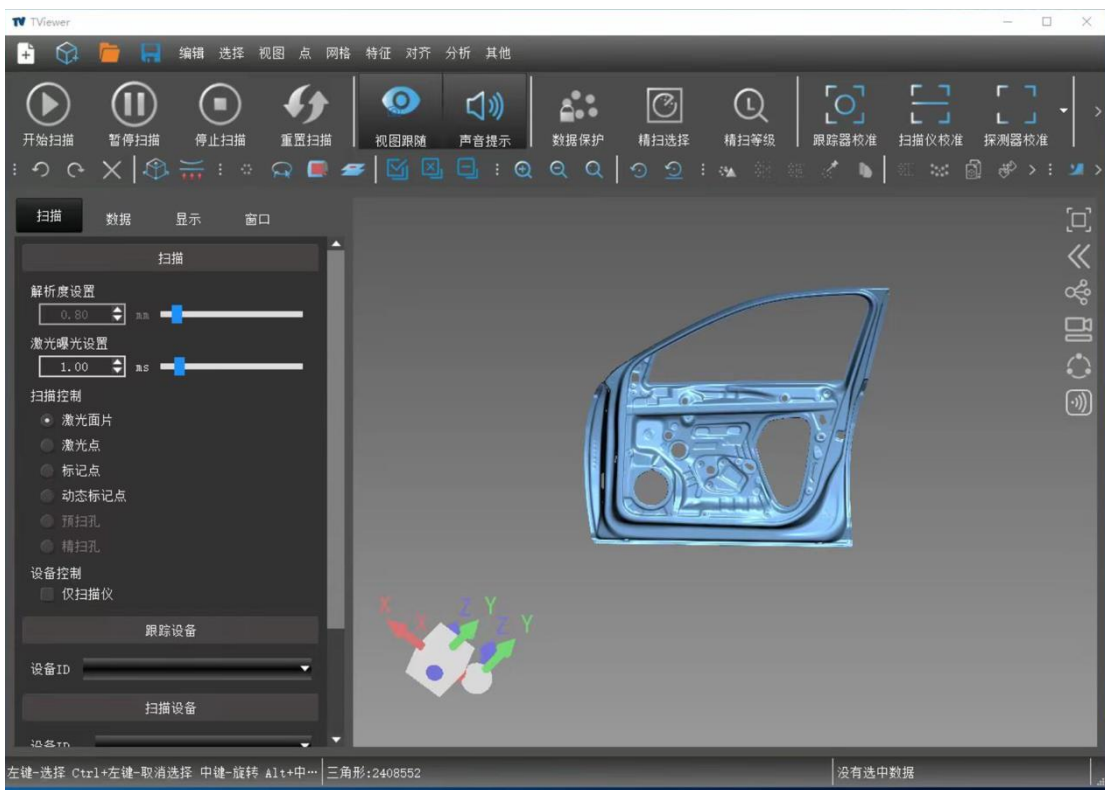 TV TViewer
编辑 选择 视图 点 网格 特征 对齐 分析 其他
开始扫描 暂停扫描 停止扫描 重置扫描 视图跟随 声音提示 数据保护 精扫选择 精扫等级 跟踪器校准 扫描仪校准 探测器校准
扫描 数据 显示 窗口
扫描
解析度设置
0.80 mm
激光曝光设置
1.00 ms
扫描控制
激光面片
激光点
标记点
动态标记点
预扫孔
精扫孔
设备控制
仅扫描仪
跟踪设备
设备ID
扫描设备
设备ID
X X Z Y Z Y
左键-选择 Ctrl+左键-取消选择 中键-旋转 Alt+中… 三角形:2408552 没有选中数据